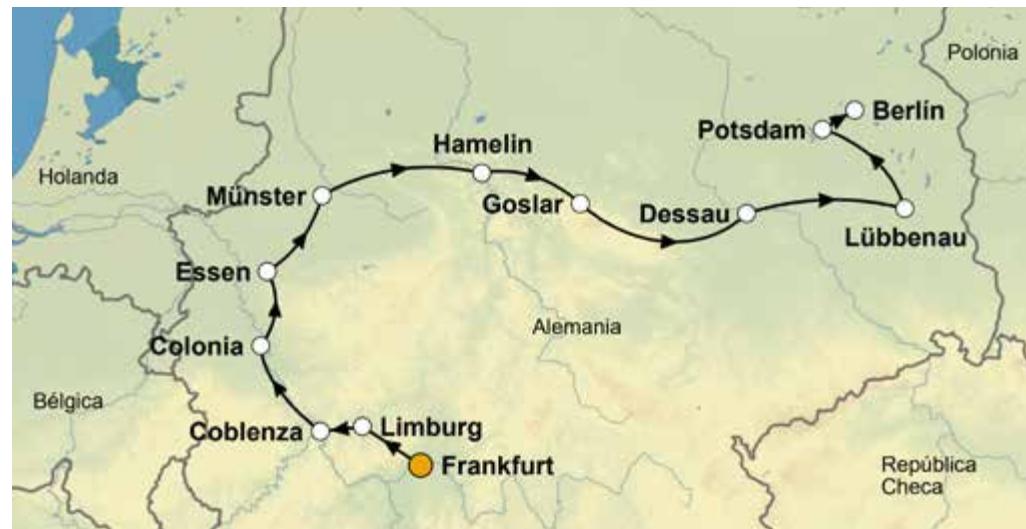 Polonia
Berlín
Potsdam
Hamelin
Holanda
Münster
Goslar
Dessau
Lübbenau
Essen
Alemania
Colonia
Bélgica
Limburg
Coblenza
Frankfurt
República
Checa